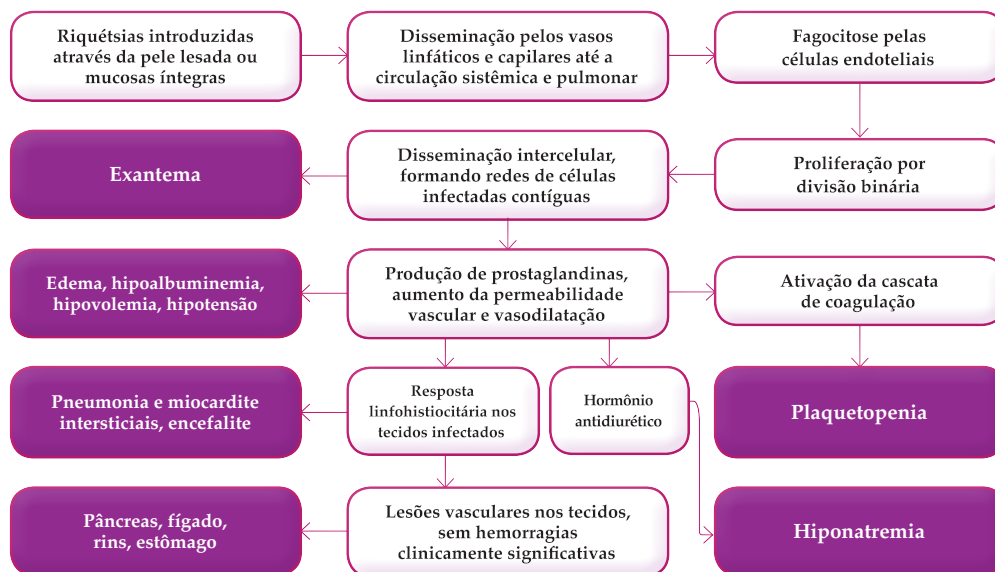 Riquétsias introduzidas
através da pele lesada ou
mucosas íntegras
Disseminação pelos vasos
linfáticos e capilares até a
circulação sistêmica e pulmonar
Fagocitose pelas
células endoteliais
Exantema
Disseminação intercelular,
formando redes de células
infectadas contíguas
Proliferação por
divisão binária
Edema, hipoalbuminemia,
hipovolemia, hipotensão
Produção de prostaglandinas,
aumento da permeabilidade
vascular e vasodilatação
Ativação da cascata
de coagulação
Pneumonia e miocardite
intersticiais, encefalite
Resposta
linfohistiocitária nos
tecidos infectados
Hormônio
antidiurético
Plaquetopenia
Pâncreas, fígado,
rins, estômago
Lesões vasculares nos tecidos,
sem hemorragias
clinicamente significativas
Hiponatremia